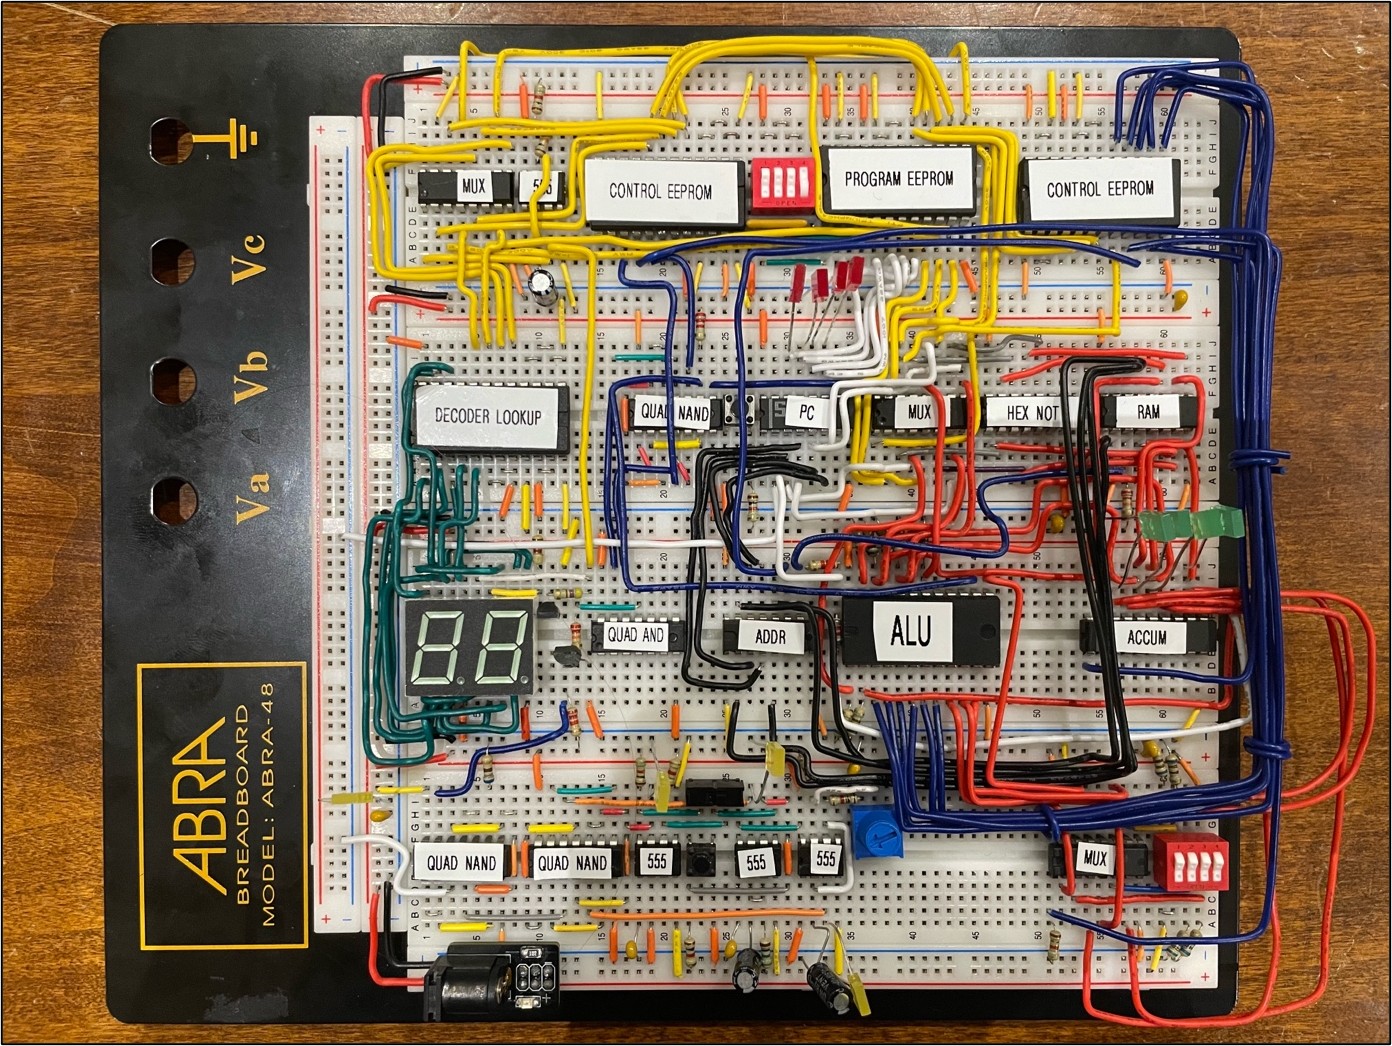 MUX
555
CONTROL EEPROM
PROGRAM EEPROM
CONTROL EEPROM
Vc
Vb
Va
DECODER LOOKUP
QUAD NAND
PC
MUX
HEX NOT
RAM
QUAD AND
ADDR
ALU
ACCUM
ABRA
BREADBOARD
MODEL: ABRA-48
QUAD NAND
QUAD NAND
555
555
555
MUX